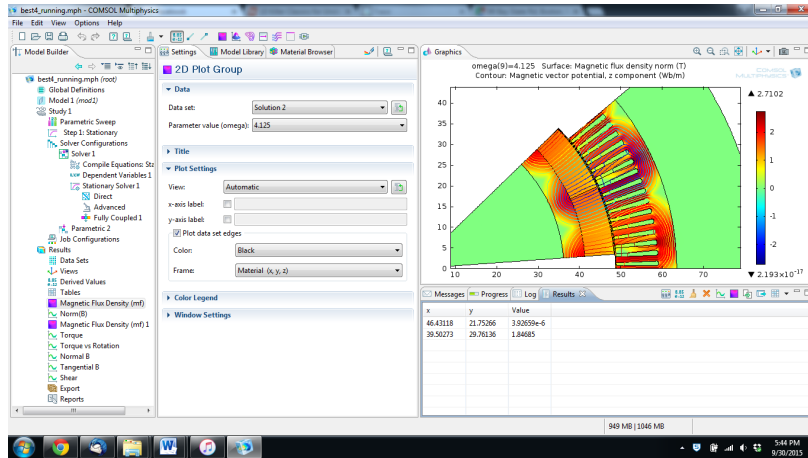 best4_running.mph - COMSOL Multiphysics
File Edit View Options Help
Model Builder
best4_running.mph (root)
Global Definitions
Model 1 (mod1)
Study 1
Parametric Sweep
Step 1: Stationary
Solver Configurations
Solver 1
Compile Equations: Sta
Dependent Variables 1
Stationary Solver 1
Direct
Advanced
Fully Coupled 1
Parametric 2
Job Configurations
Results
Data Sets
Views
Derived Values
Tables
Magnetic Flux Density (mf)
Norm(B)
Magnetic Flux Density (mf) 1
Torque
Torque vs Rotation
Normal B
Tangential B
Shear
Export
Reports
Settings Model Library Material Browser
2D Plot Group
Data
Data set: Solution 2
Parameter value (omega): 4.125
Title
Plot Settings
View: Automatic
x-axis label:
y-axis label:
Plot data set edges
Color: Black
Frame: Material (x, y, z)
Color Legend
Window Settings
Graphics
omega(9)=4.125 Surface: Magnetic flux density norm (T)
Contour: Magnetic vector potential, z component (Wb/m)
COMSOL
MULTIPHYSICS
▲ 2.7102
40
35
30
25
20
15
10
5
0
10 20 30 40 50 60 70
2
1
0
-1
-2
▼ 2.193×10⁻¹⁷
Messages Progress Log Results
x y Value
46.43118 21.75266 3.92659e-6
39.50273 29.76136 1.84685
949 MB | 1046 MB
5:44 PM
9/30/2015